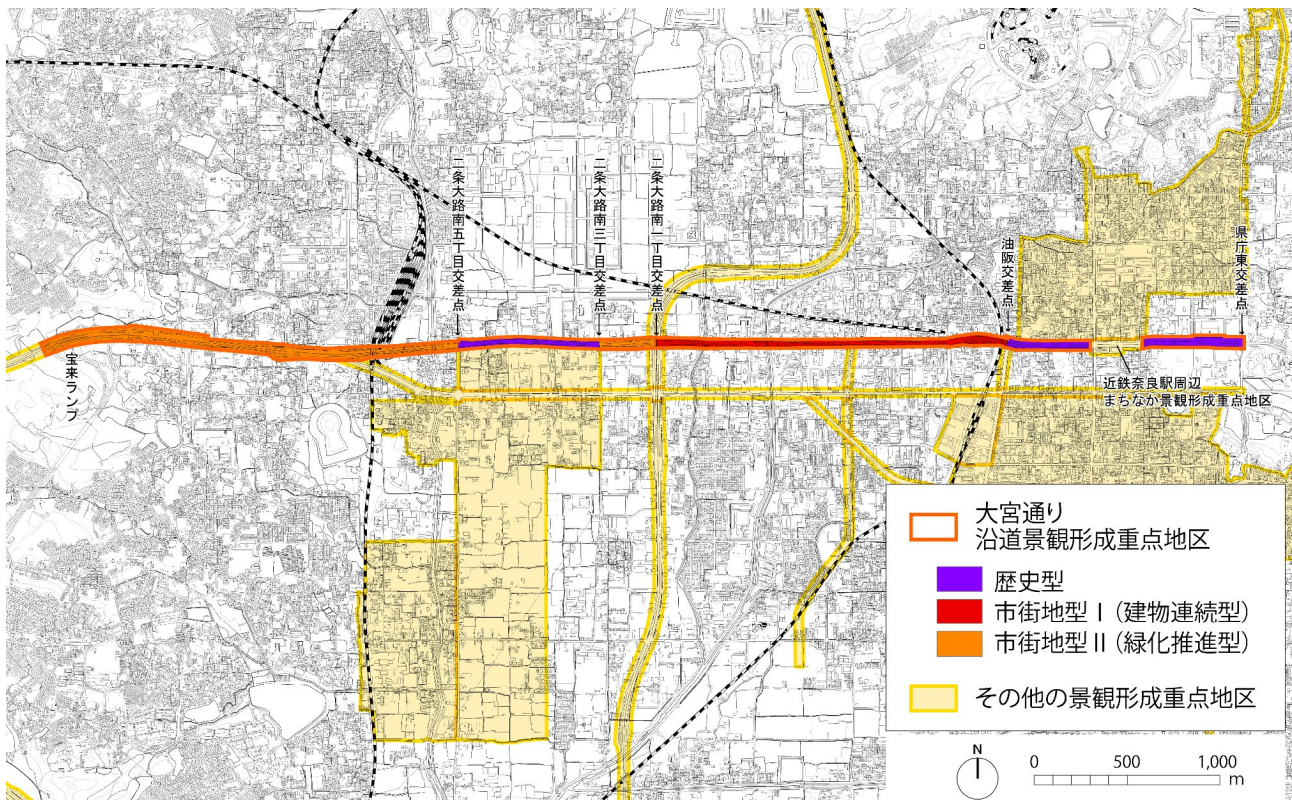 二条大路南五丁目交差点
二条大路南三丁目交差点
二条大路南一丁目交差点
油阪交差点
県庁東交差点
宝来ランプ
近鉄奈良駅周辺
まちなか景観形成重点地区
大宮通り
沿道景観形成重点地区
歴史型
市街地型Ⅰ(建物連続型)
市街地型Ⅱ(緑化推進型)
その他の景観形成重点地区
N
0 500 1,000
m